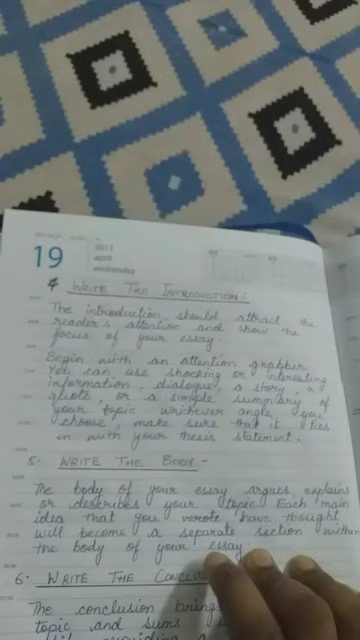 19
2017
april
wednesday
4 WRITE THE INTRODUCTION:
The introduction, should attract the
reader's attention and show the
focus of your essay.
Begin with an attention grabber
You can use shocking or interesting
information, dialogue, a story, a
quote, or a simple summary of
your topic whichever angle you
choose, make sure that it ties
in with your thesis statement.
5. WRITE THE BODY -
The body of your essay argues, explains
or describes your topic. Each main
idea that you wrote have thought
will become a separate section within
the body of your essay
6. WRITE THE
The conclusion
topic and sums